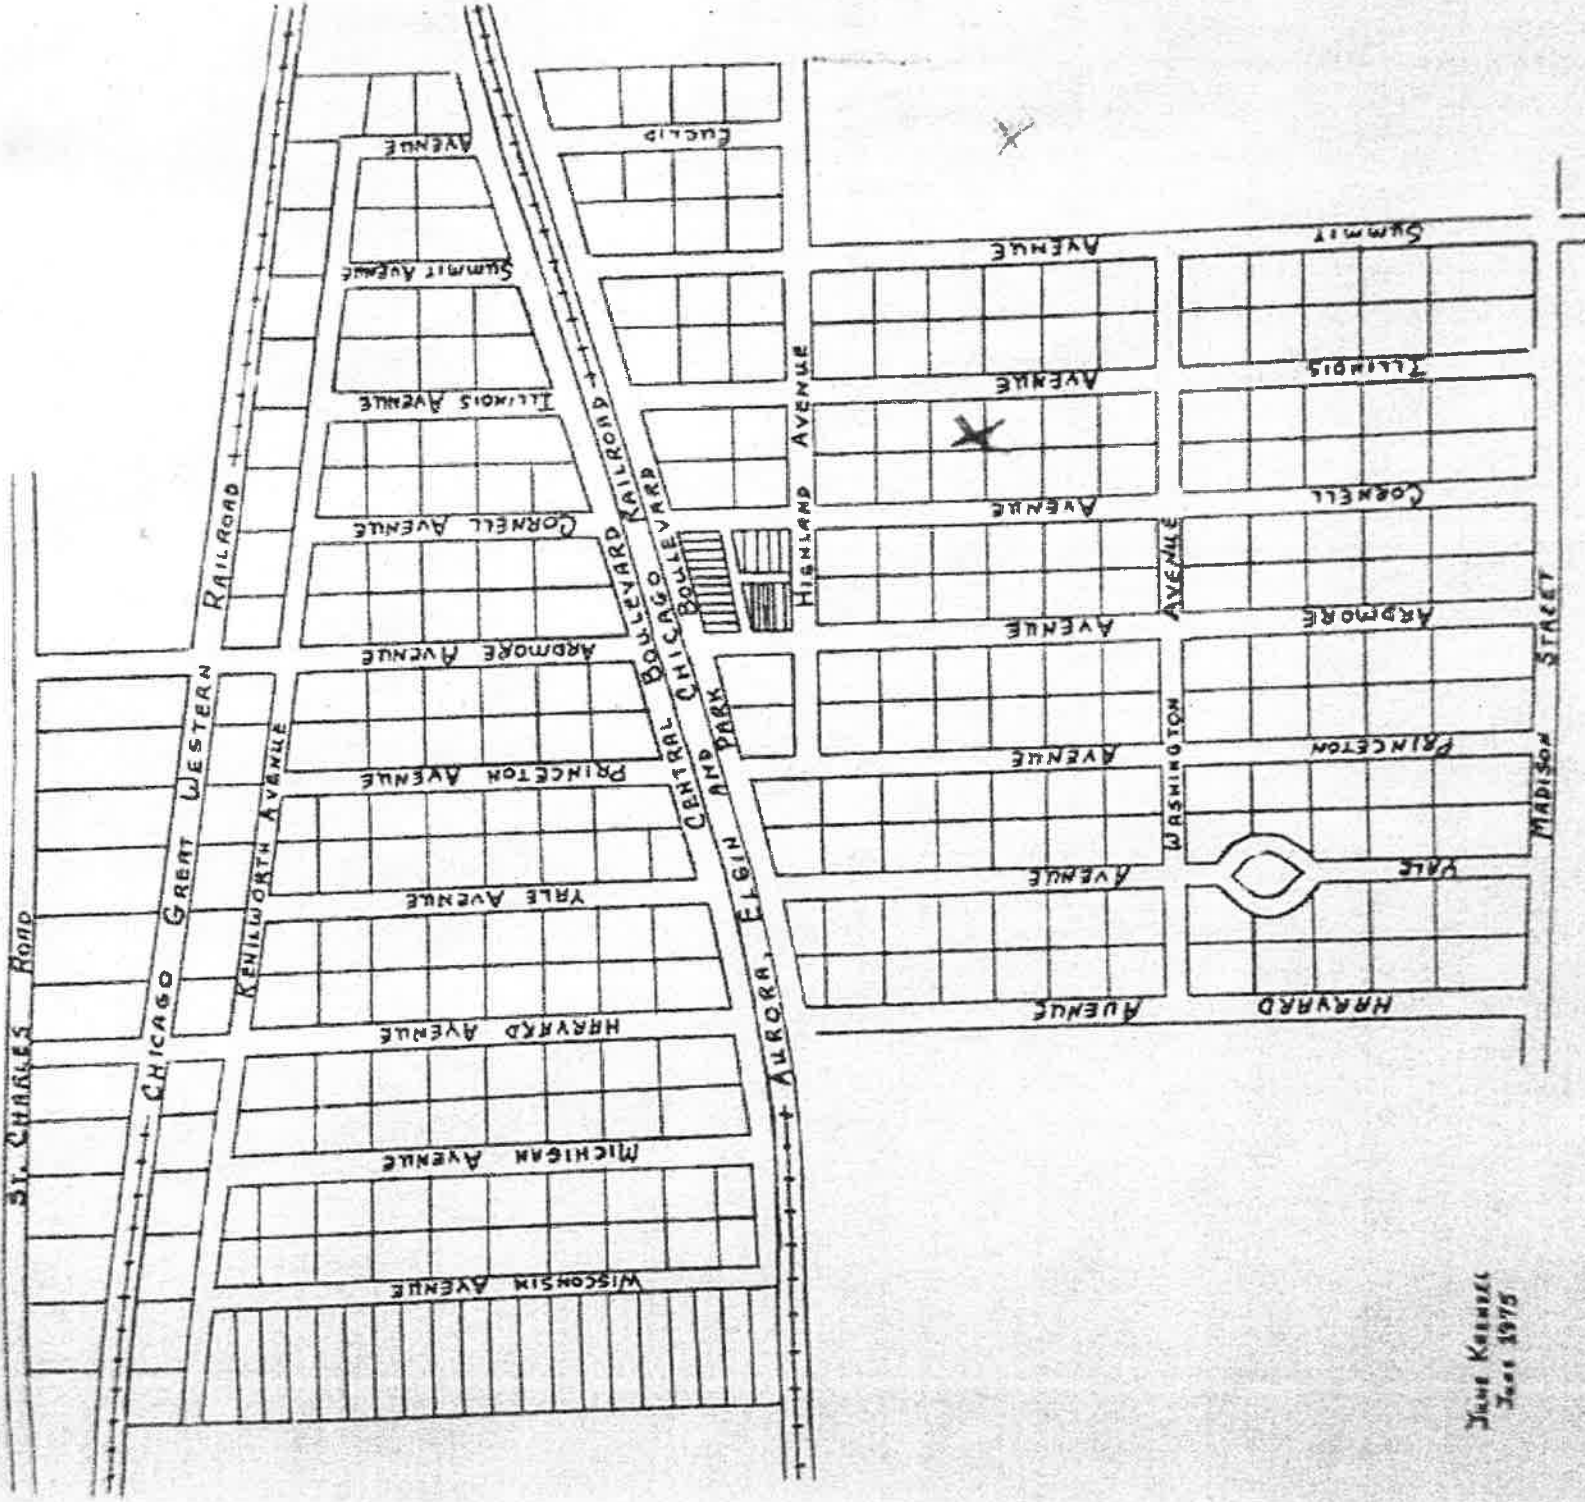 EUCLID
AVENUE
SUMMIT
AVENUE
SUMMIT AVENUE
ILLINOIS
AVENUE
ILLINOIS AVENUE
CORNELL
AVENUE
CORNELL AVENUE
ARDMORE
AVENUE
ARDMORE AVENUE
PRINCETON
AVENUE
PRINCETON AVENUE
YALE
AVENUE
YALE AVENUE
HARVARD
AVENUE
HARVARD AVENUE
MICHIGAN AVENUE
WISCONSIN AVENUE
ST. CHARLES ROAD
CHICAGO GREAT WESTERN RAILROAD
KENILWORTH AVENUE
CENTRAL BOULEVARD
BOULEVARD
AURORA, ELGIN AND CHICAGO RAILROAD
PARK BOULEVARD
HIGHLAND AVENUE
WASHINGTON AVENUE
MADISON STREET
JUNE 1975